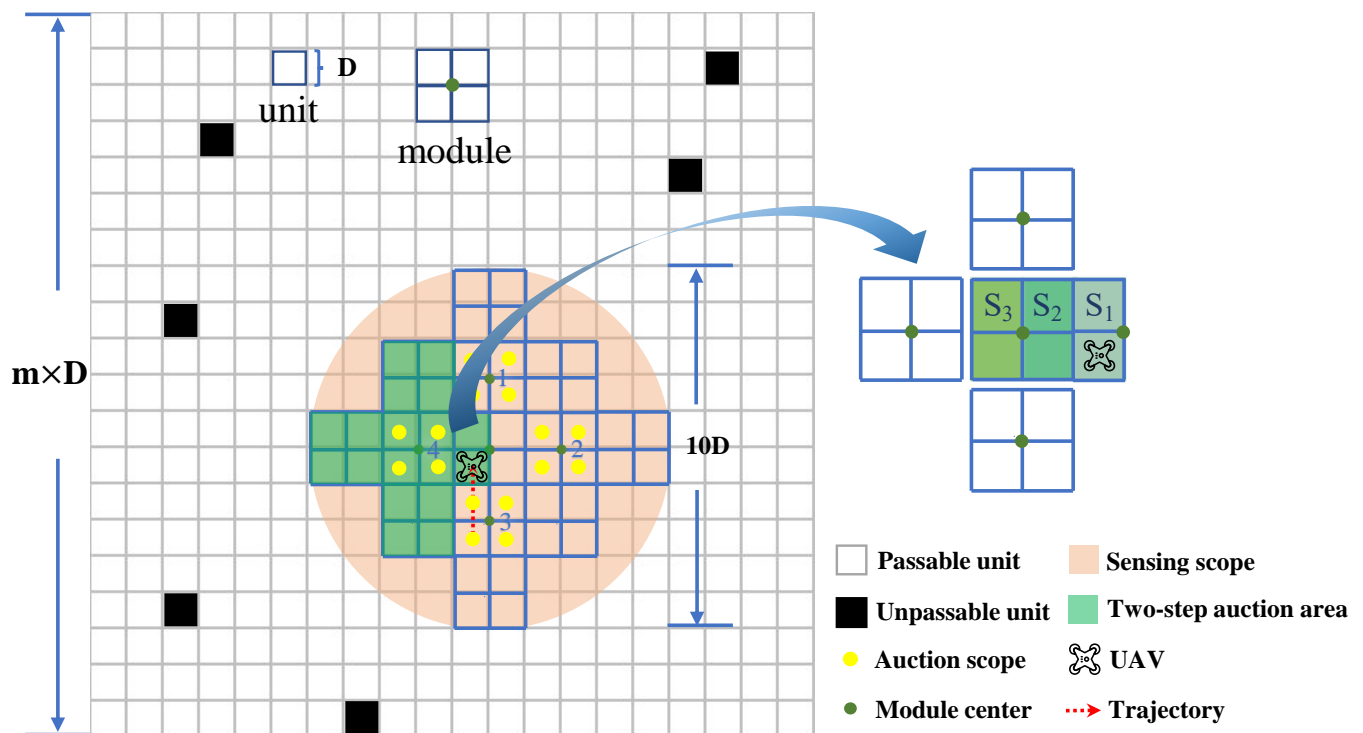 D
unit
module
m×D
10D
1
2
3
4
S₃ S₂ S₁
Passable unit
Sensing scope
Unpassable unit
Two-step auction area
Auction scope
UAV
Module center
Trajectory